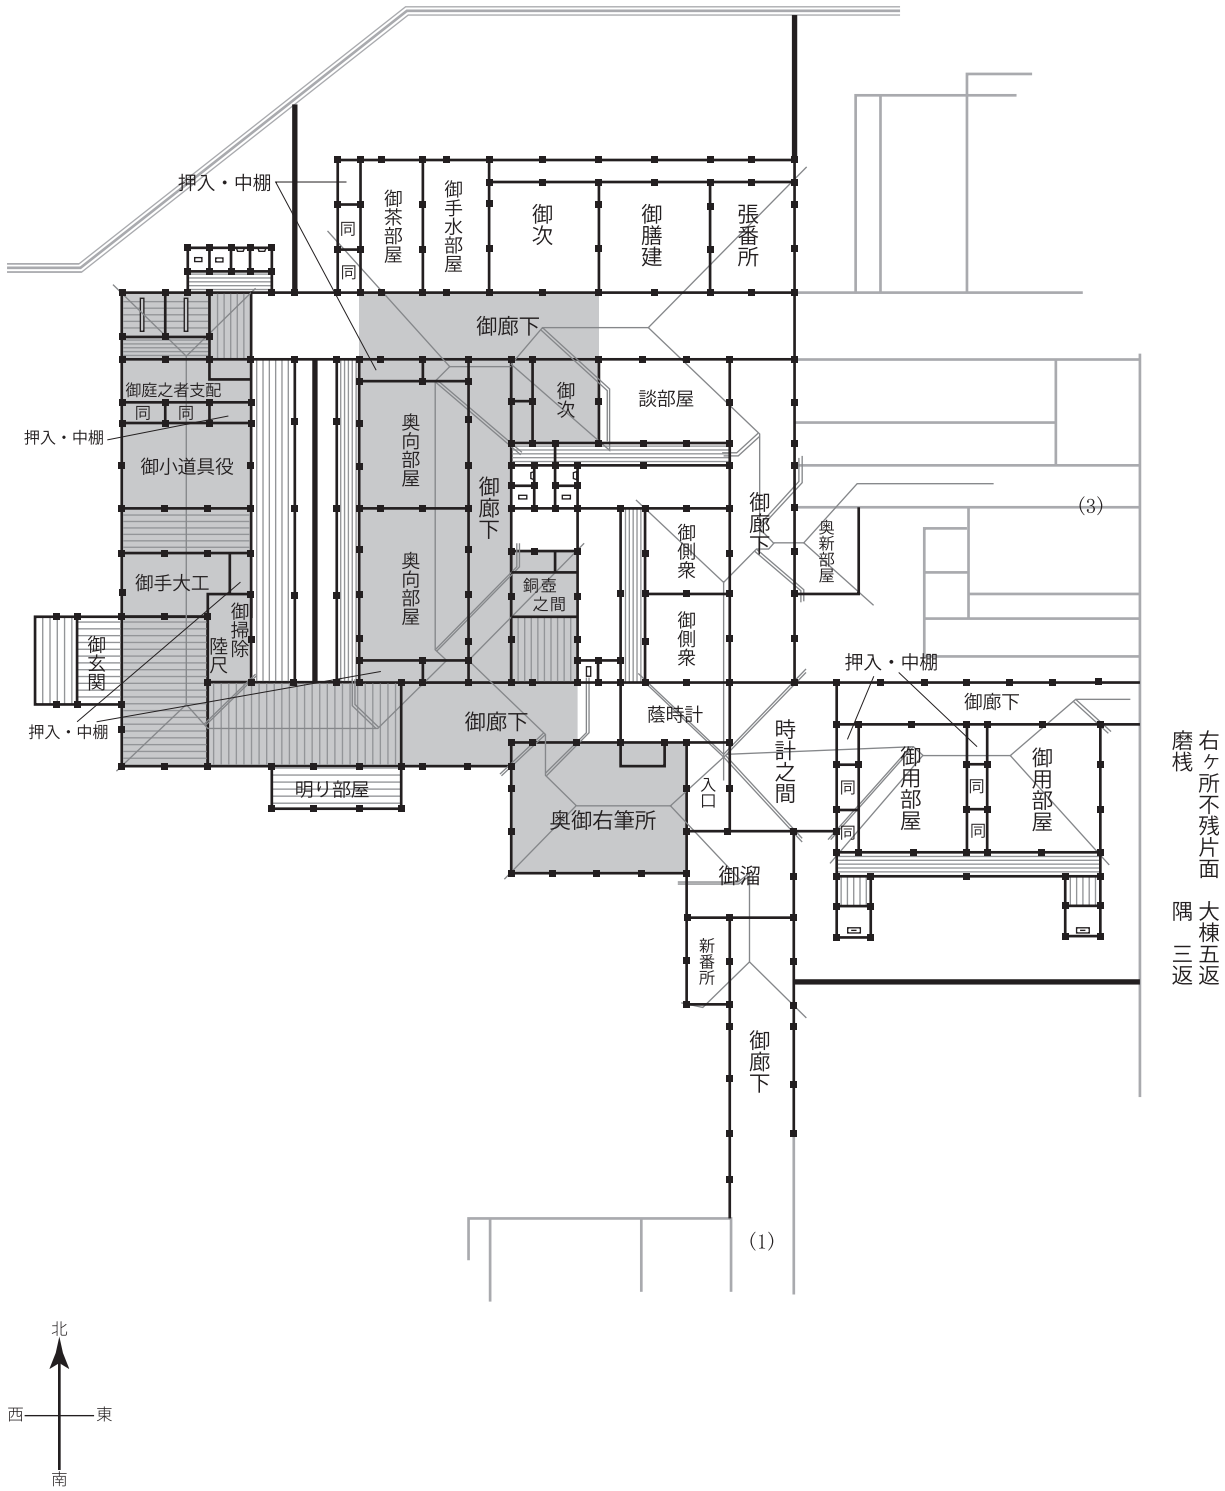 押入・中棚
同
同
御茶部屋
御手水部屋
御次
御膳建
張番所
御廊下
御庭之者支配
同
同
押入・中棚
御小道具役
御手大工
御掃除
陸尺
御玄関
押入・中棚
奥向部屋
奥向部屋
御廊下
御次
談部屋
銅壺
之間
御側衆
御側衆
御廊下
奥新部屋
(3)
押入・中棚
御廊下
蔭時計
時計之間
御廊下
明り部屋
奥御右筆所
入口
同
同
御用部屋
同
同
御用部屋
御溜
新番所
御廊下
(1)
右ヶ所不残片面　大棟五返
磨桟　隅　三返
北
西
東
南